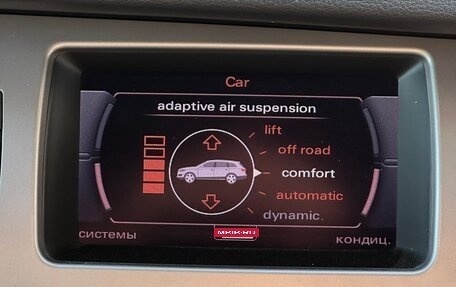 Car
adaptive air suspension
lift
off road
comfort
automatic
dynamic.
системы
кондиц.